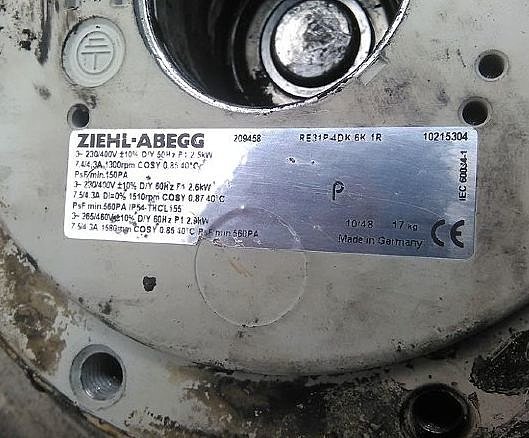 ZIEHL-ABEGG 209458 RE31P-4DK.6K.1R 10215304
3~ 230/400V ±10% D/Y 50Hz P1 2.5kW
7.4/4.3A 1300rpm COSY 0.85 40°C
PsF/min.150PA
3~ 230/400V ±10% D/Y 60Hz P1 2.6kW
7.5/4.3A DI=0% 1510rpm COSY 0.87 40°C
PsF min.560PA IP54-THCL155
3~ 265/460V±10% D/Y 60Hz P1 2.9kW
7.5/4.3A 1580rpm COSY 0.85 40°C PsF min.560PA
P
10/48 17 kg
Made in Germany
CE
IEC 60034-1